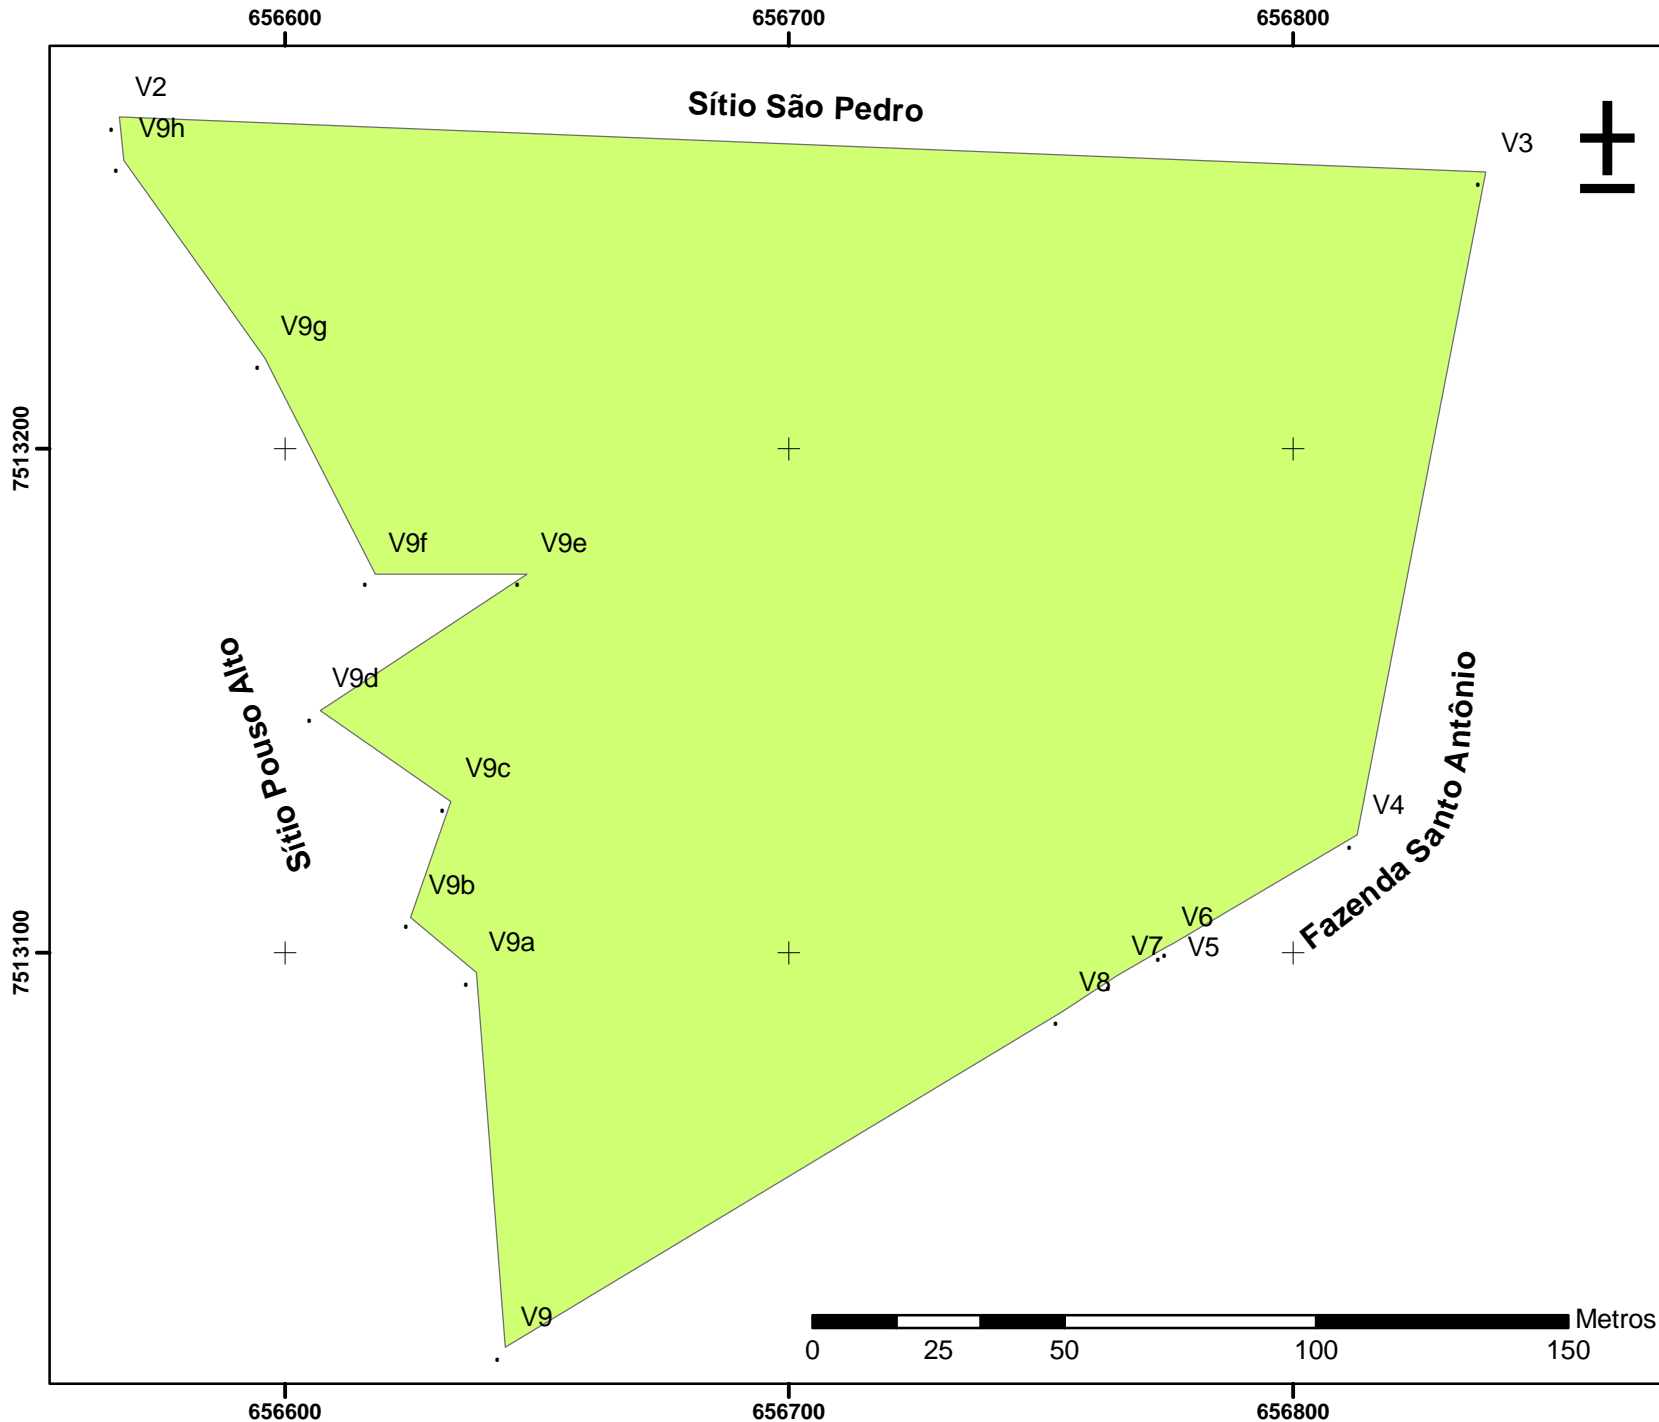 656600
656700
656800
V2
Sítio São Pedro
V9h
V3
V9g
7513200
V9f
V9e
Sítio Pouso Alto
V9d
Fazenda Santo Antônio
V9c
V4
V9b
V6
7513100
V9a
V7
V5
V8
V9
Metros
0
25
50
100
150
656600
656700
656800